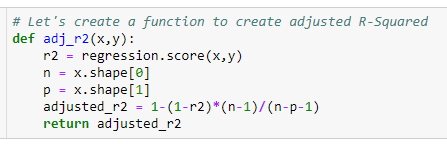 # Let's create a function to create adjusted R-Squared
def adj_r2(x,y):
    r2 = regression.score(x,y)
    n = x.shape[0]
    p = x.shape[1]
    adjusted_r2 = 1-(1-r2)*(n-1)/(n-p-1)
    return adjusted_r2